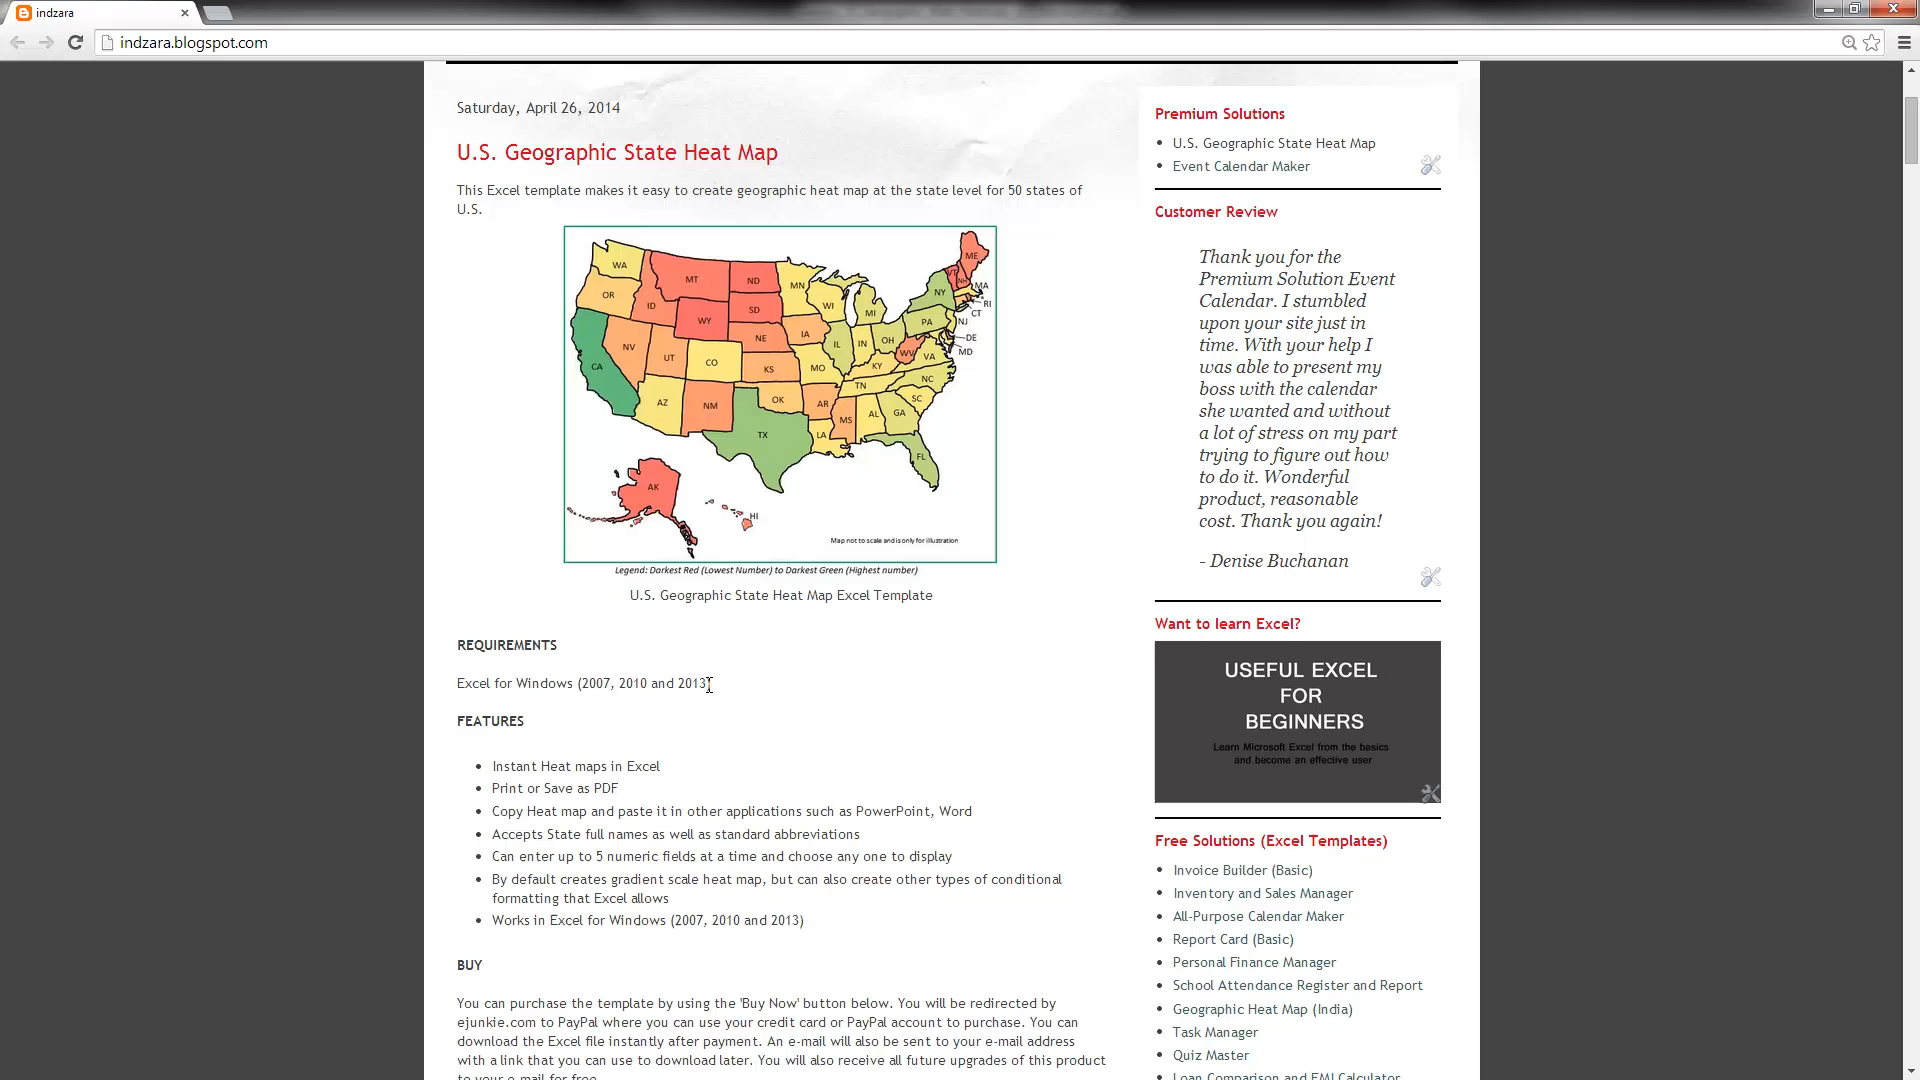 indzara
indzara.blogspot.com
Saturday, April 26, 2014
U.S. Geographic State Heat Map
This Excel template makes it easy to create geographic heat map at the state level for 50 states of
U.S.
WA
OR
CA
ID
NV
MT
WY
UT
AZ
CO
NM
ND
SD
NE
KS
OK
TX
MN
IA
MO
AR
LA
WI
IL
MS
MI
IN
KY
TN
AL
OH
WV
GA
FL
SC
NC
VA
PA
NY
VT
NH
ME
MA
RI
CT
NJ
DE
MD
AK
HI
Map not to scale and is only for illustration
Legend: Darkest Red (Lowest Number) to Darkest Green (Highest number)
U.S. Geographic State Heat Map Excel Template
REQUIREMENTS
Excel for Windows (2007, 2010 and 2013)
FEATURES
Instant Heat maps in Excel
Print or Save as PDF
Copy Heat map and paste it in other applications such as PowerPoint, Word
Accepts State full names as well as standard abbreviations
Can enter up to 5 numeric fields at a time and choose any one to display
By default creates gradient scale heat map, but can also create other types of conditional
formatting that Excel allows
Works in Excel for Windows (2007, 2010 and 2013)
BUY
You can purchase the template by using the 'Buy Now' button below. You will be redirected by
ejunkie.com to PayPal where you can use your credit card or PayPal account to purchase. You can
download the Excel file instantly after payment. An e-mail will also be sent to your e-mail address
with a link that you can use to download later. You will also receive all future upgrades of this product
to your e-mail for free.
Premium Solutions
U.S. Geographic State Heat Map
Event Calendar Maker
Customer Review
Thank you for the
Premium Solution Event
Calendar. I stumbled
upon your site just in
time. With your help I
was able to present my
boss with the calendar
she wanted and without
a lot of stress on my part
trying to figure out how
to do it. Wonderful
product, reasonable
cost. Thank you again!
- Denise Buchanan
Want to learn Excel?
USEFUL EXCEL
FOR
BEGINNERS
Learn Microsoft Excel from the basics
and become an effective user
Free Solutions (Excel Templates)
Invoice Builder (Basic)
Inventory and Sales Manager
All-Purpose Calendar Maker
Report Card (Basic)
Personal Finance Manager
School Attendance Register and Report
Geographic Heat Map (India)
Task Manager
Quiz Master
Loan Comparison and EMI Calculator